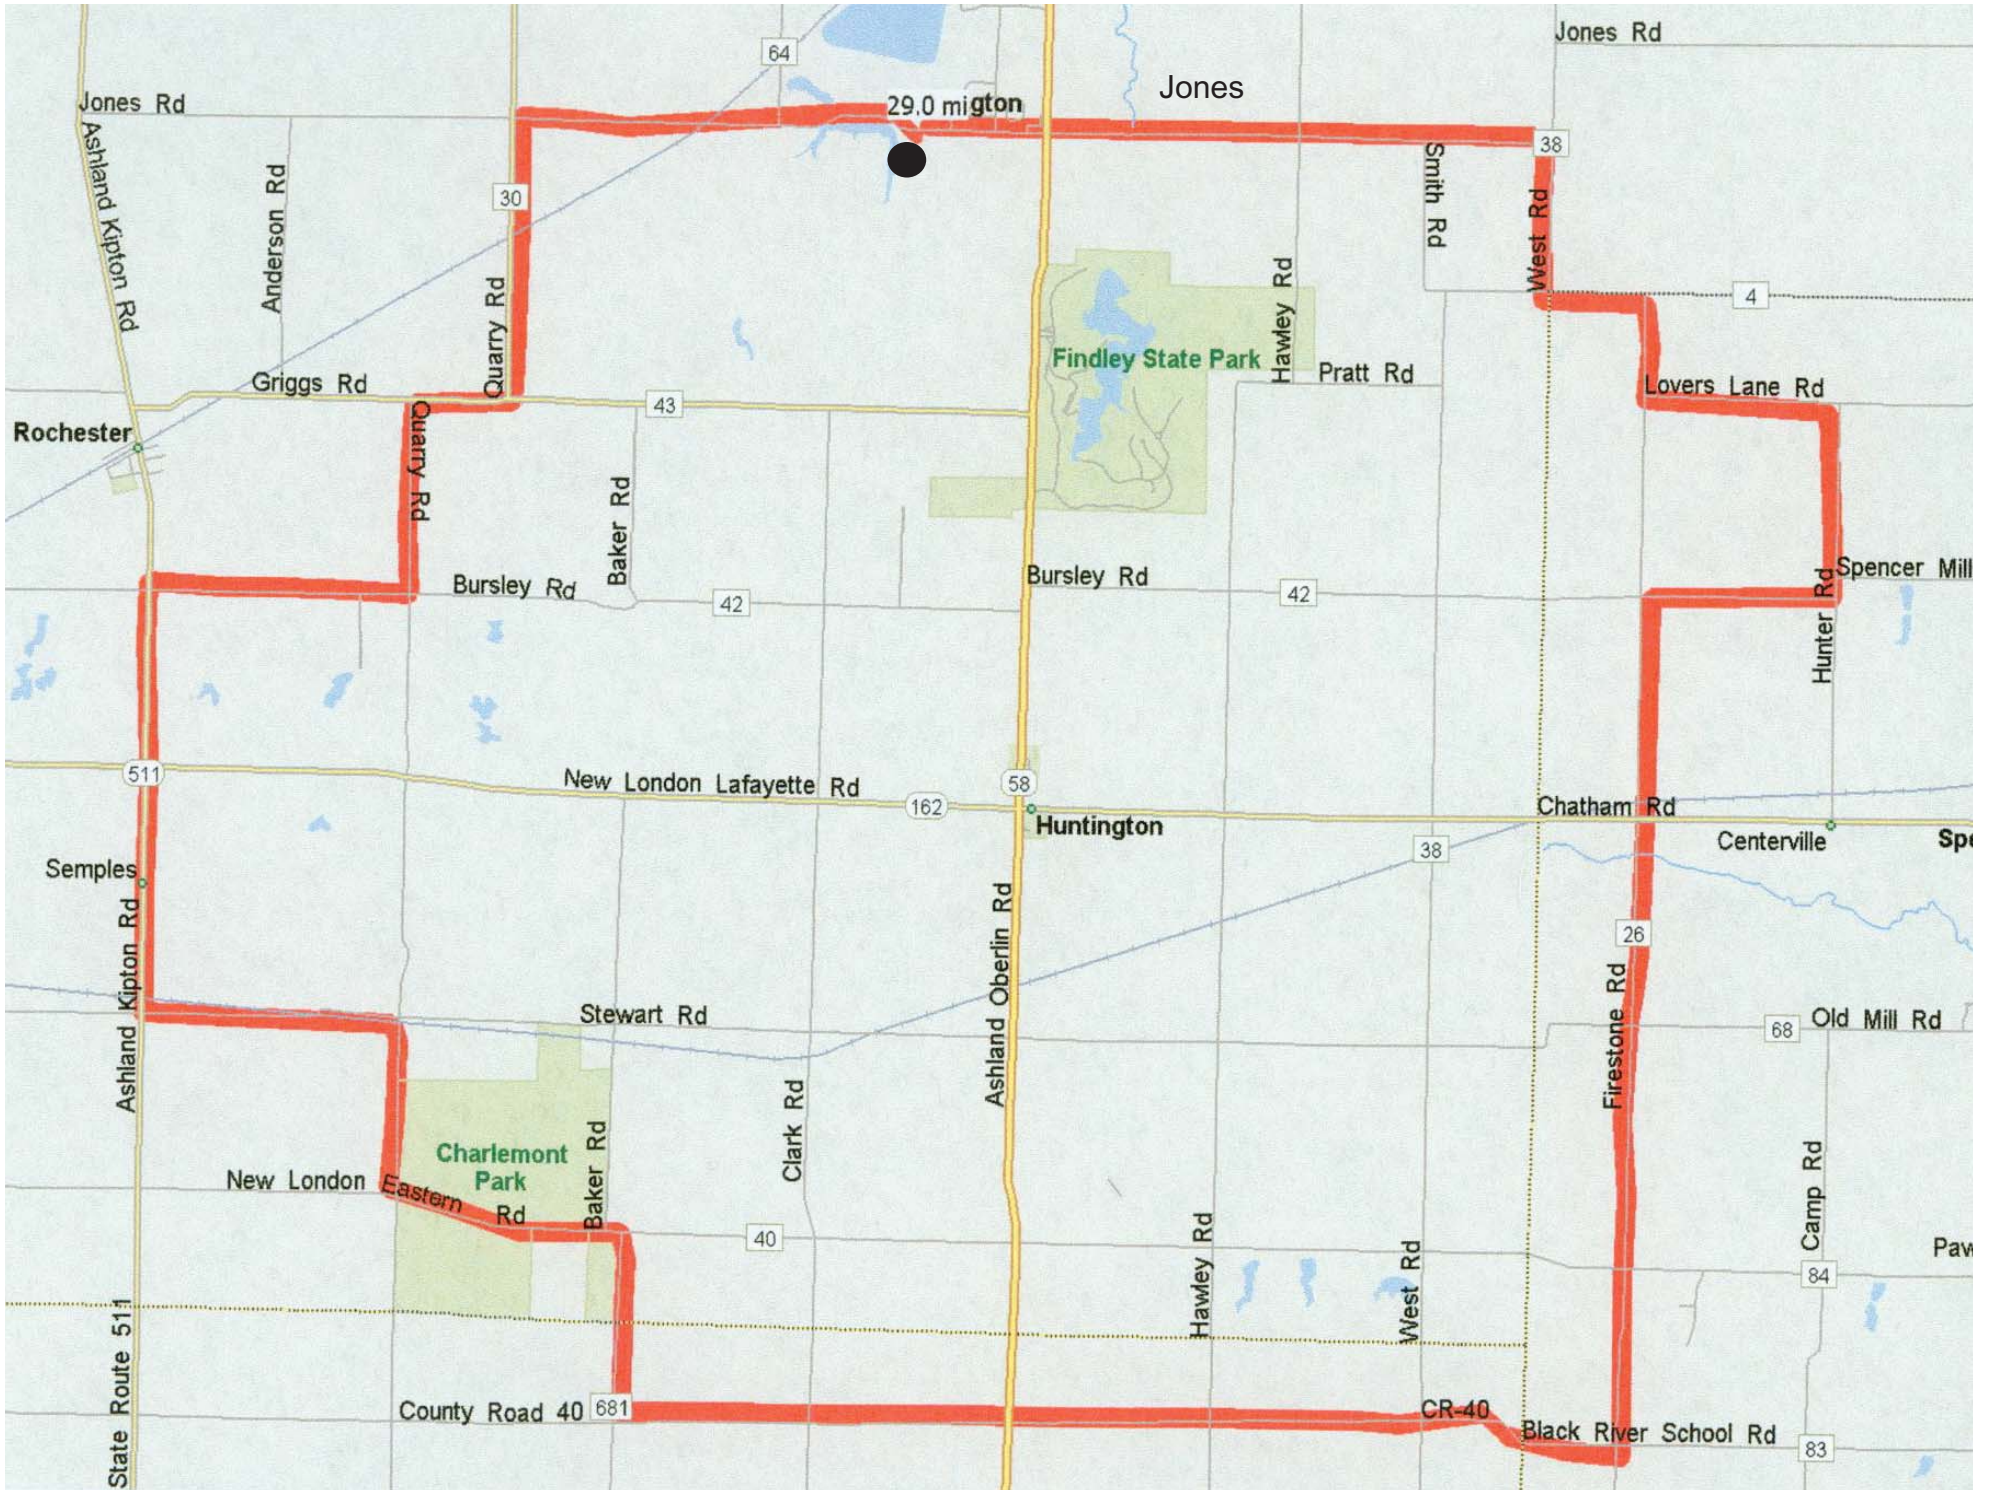 Jones Rd
64
Jones
Jones Rd
29.0 migton
38
Ashland Kipton Rd
Anderson Rd
30
Quarry Rd
Smith Rd
West Rd
Hawley Rd
4
Findley State Park
Pratt Rd
Lovers Lane Rd
Griggs Rd
43
Rochester
Quarry Rd
Baker Rd
Bursley Rd
42
Bursley Rd
42
Spencer Mill
Hunter Rd
511
New London Lafayette Rd
162
58
Huntington
Chatham Rd
38
Centerville
Semples
Ashland Kipton Rd
Stewart Rd
Ashland Oberlin Rd
26
Firestone Rd
68
Old Mill Rd
Clark Rd
Charlemont
Park
Baker Rd
New London Eastern Rd
40
Hawley Rd
West Rd
Camp Rd
84
State Route 511
County Road 40
681
CR-40
Black River School Rd
83